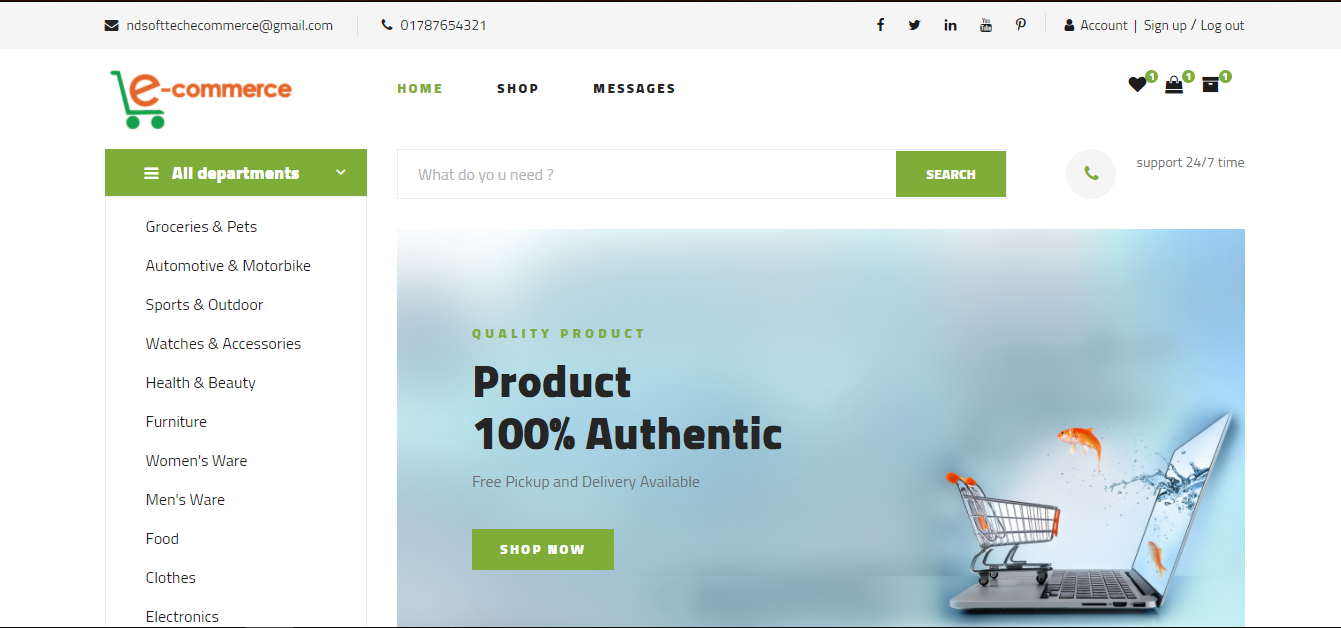 ndsofttechecommerce@gmail.com
01787654321
You Tube
Account | Sign up / Log out
e-commerce
HOME
SHOP
MESSAGES
1
1
1
All departments
What do yo u need ?
SEARCH
support 24/7 time
Groceries & Pets
Automotive & Motorbike
Sports & Outdoor
Watches & Accessories
Health & Beauty
Furniture
Women's Ware
Men's Ware
Food
Clothes
Electronics
QUALITY PRODUCT
Product
100% Authentic
Free Pickup and Delivery Available
SHOP NOW